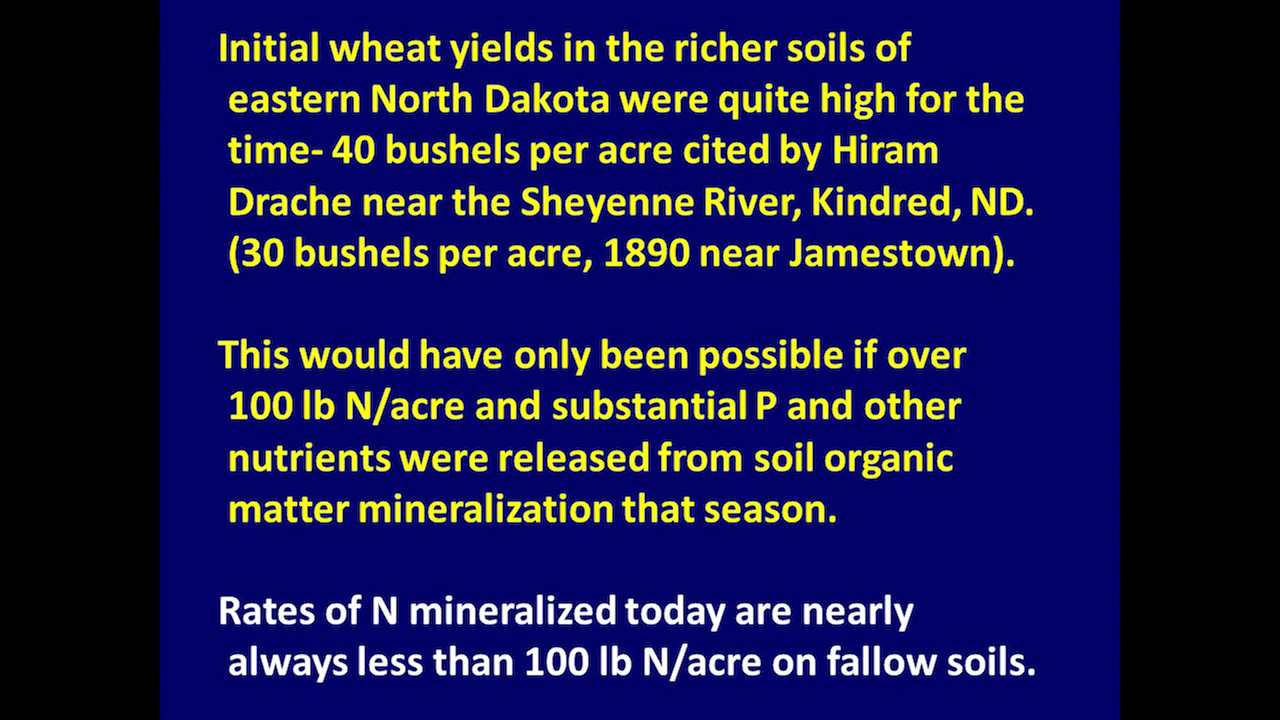 Initial wheat yields in the richer soils of
eastern North Dakota were quite high for the
time- 40 bushels per acre cited by Hiram
Drache near the Sheyenne River, Kindred, ND.
(30 bushels per acre, 1890 near Jamestown).
This would have only been possible if over
100 lb N/acre and substantial P and other
nutrients were released from soil organic
matter mineralization that season.
Rates of N mineralized today are nearly
always less than 100 lb N/acre on fallow soils.